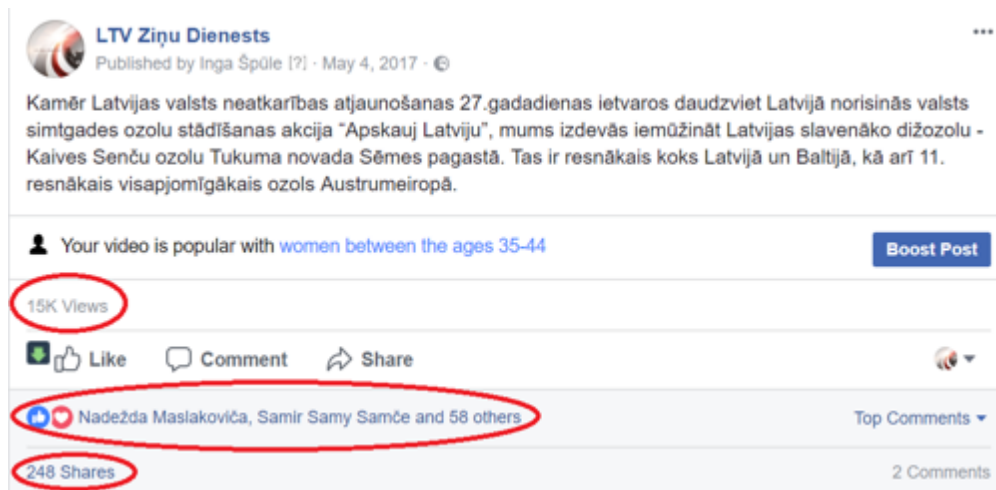 LTV Ziņu Dienests
Published by Inga Špūle [?] · May 4, 2017 ·
Kamēr Latvijas valsts neatkarības atjaunošanas 27.gadadienas ietvaros daudzviet Latvijā norisinās valsts
simtgades ozolu stādīšanas akcija “Apskauj Latviju”, mums izdevās iemūžināt Latvijas slavenāko dižozolu -
Kaives Senču ozolu Tukuma novada Sēmes pagastā. Tas ir resnākais koks Latvijā un Baltijā, kā arī 11.
resnākais visapjomīgākais ozols Austrumeiropā.
Your video is popular with women between the ages 35-44
Boost Post
15K Views
Like Comment Share
Nadežda Maslakoviča, Samir Samy Samče and 58 others
Top Comments
248 Shares
2 Comments